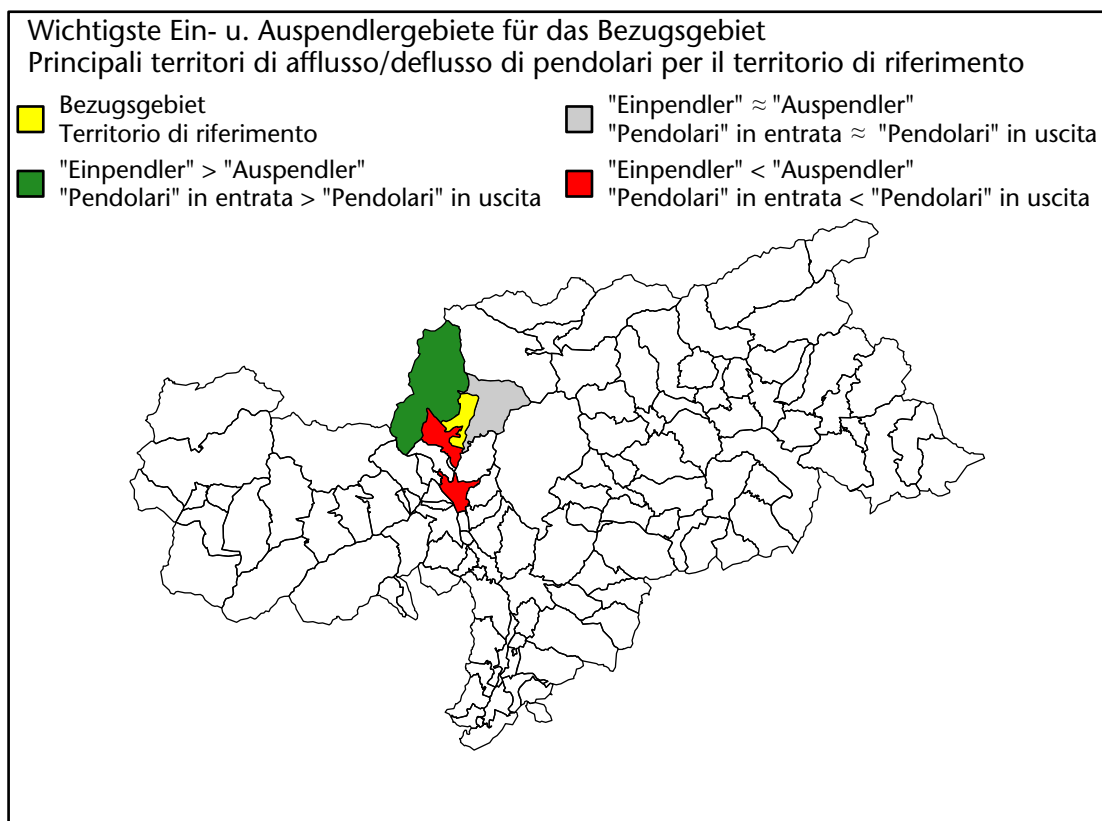 Wichtigste Ein- u. Auspendlergebiete für das Bezugsgebiet
Principali territori di afflusso/deflusso di pendolari per il territorio di riferimento
Bezugsgebiet
Territorio di riferimento
"Einpendler" > "Auspendler"
"Pendolari" in entrata > "Pendolari" in uscita
"Einpendler" ≈ "Auspendler"
"Pendolari" in entrata ≈ "Pendolari" in uscita
"Einpendler" < "Auspendler"
"Pendolari" in entrata < "Pendolari" in uscita